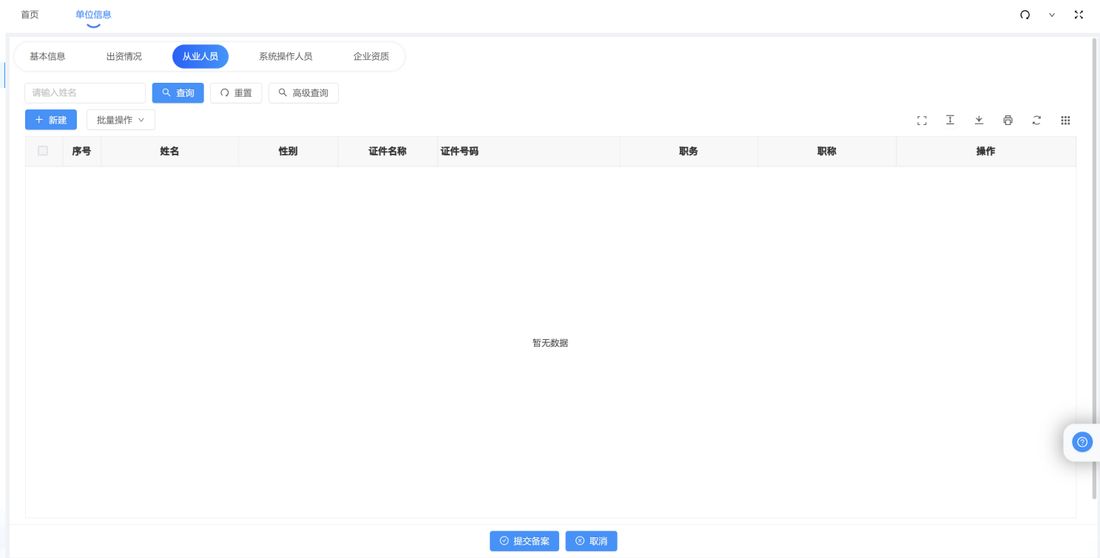 首页 单位信息
基本信息 出资情况 从业人员 系统操作人员 企业资质
请输入姓名 查询 重置 高级查询
新建 批量操作
序号 姓名 性别 证件名称 证件号码 职务 职称 操作
暂无数据
提交备案 取消